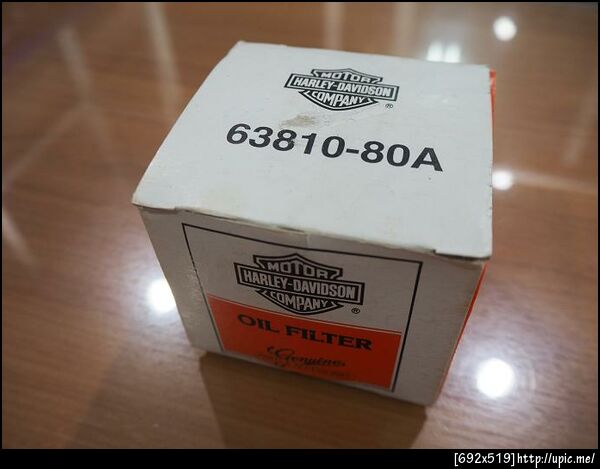 MOTOR
HARLEY-DAVIDSON
COMPANY
®
63810-80A
MOTOR
HARLEY-DAVIDSON
COMPANY
®
OIL FILTER
Genuine
[692x519]http://upic.me/